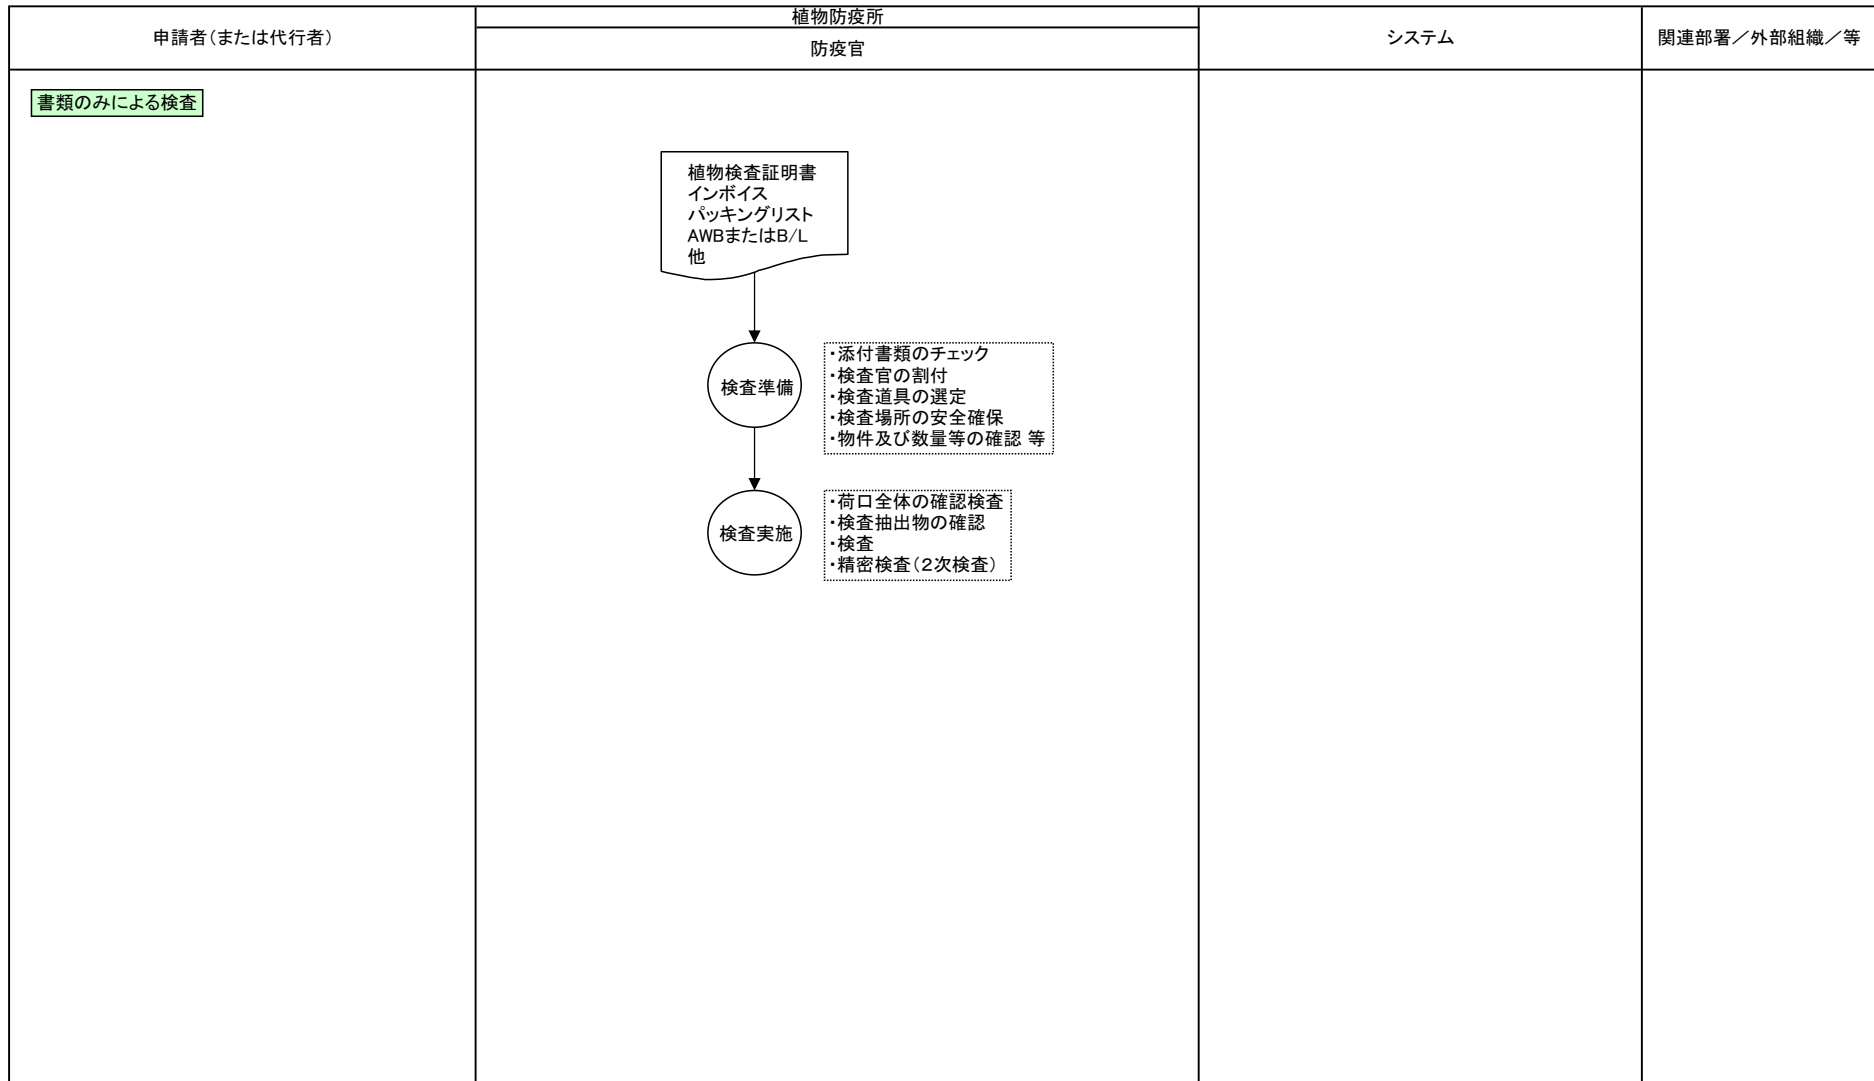 申請者（または代行者）
植物防疫所
防疫官
システム
関連部署／外部組織／等
書類のみによる検査
植物検査証明書
インボイス
パッキングリスト
AWBまたはB/L
他
検査準備
・添付書類のチェック
・検査官の割付
・検査道具の選定
・検査場所の安全確保
・物件及び数量等の確認 等
検査実施
・荷口全体の確認検査
・検査抽出物の確認
・検査
・精密検査（２次検査）